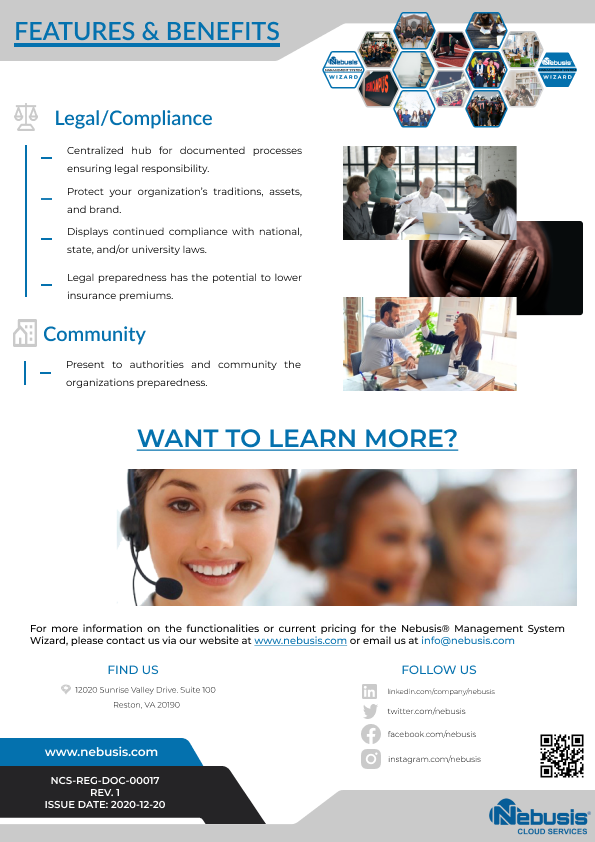 FEATURES & BENEFITS
Nebusis
MANAGEMENT SYSTEM
WIZARD
Nebusis
WIZARD
Legal/Compliance
Centralized hub for documented processes
ensuring legal responsibility.
Protect your organization's traditions, assets,
and brand.
Displays continued compliance with national,
state, and/or university laws.
Legal preparedness has the potential to lower
insurance premiums.
Community
Present to authorities and community the
organizations preparedness.
WANT TO LEARN MORE?
For more information on the functionalities or current pricing for the Nebusis® Management System
Wizard, please contact us via our website at www.nebusis.com or email us at info@nebusis.com
FIND US
12020 Sunrise Valley Drive. Suite 100
Reston, VA 20190
FOLLOW US
linkedin.com/company/nebusis
twitter.com/nebusis
facebook.com/nebusis
instagram.com/nebusis
www.nebusis.com
NCS-REG-DOC-00017
REV. 1
ISSUE DATE: 2020-12-20
Nebusis®
CLOUD SERVICES